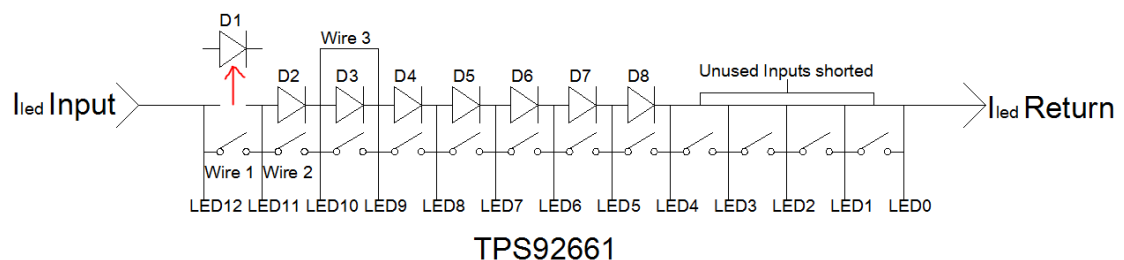 D1
Wire 3
D2 D3 D4 D5 D6 D7 D8
Unused Inputs shorted
Iled Input
Iled Return
Wire 1 Wire 2
LED12 LED11 LED10 LED9 LED8 LED7 LED6 LED5 LED4 LED3 LED2 LED1 LED0
TPS92661